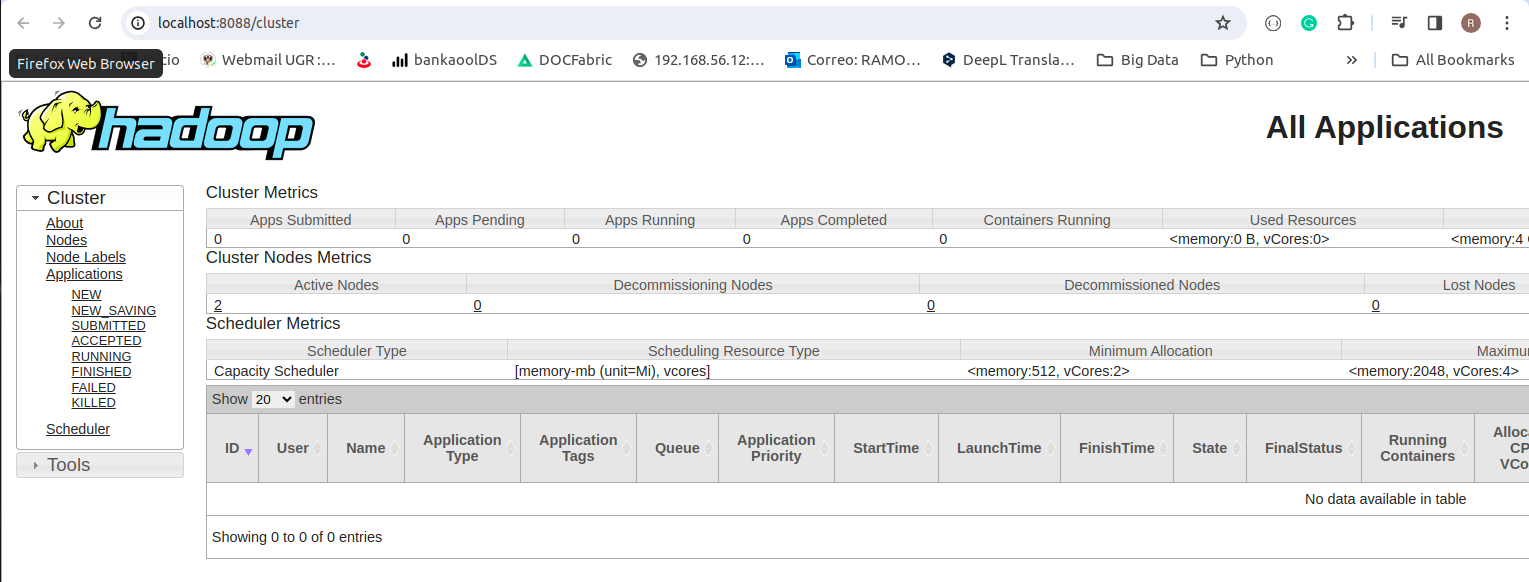 localhost:8088/cluster
R
Firefox Web Browser
cio
Webmail UGR:...
bankaoolDS
DOCFabric
192.168.56.12:...
Correo: RAMO...
DeepL Transla...
Big Data
Python
»
All Bookmarks
hadoop
All Applications
Cluster
About
Nodes
Node Labels
Applications
NEW
NEW_SAVING
SUBMITTED
ACCEPTED
RUNNING
FINISHED
FAILED
KILLED
Scheduler
Tools
Cluster Metrics
Apps Submitted Apps Pending Apps Running Apps Completed Containers Running Used Resources
0 0 0 0 0 <memory:0 B, vCores:0> <memory:4
Cluster Nodes Metrics
Active Nodes Decommissioning Nodes Decommissioned Nodes Lost Nodes
2 0 0 0
Scheduler Metrics
Scheduler Type Scheduling Resource Type Minimum Allocation Maximu
Capacity Scheduler [memory-mb (unit=Mi), vcores] <memory:512, vCores:2> <memory:2048, vCores:4>
Show 20 entries
ID User Name Application Type Application Tags Queue Application Priority StartTime LaunchTime FinishTime State FinalStatus Running Containers Alloca CP VCo
No data available in table
Showing 0 to 0 of 0 entries